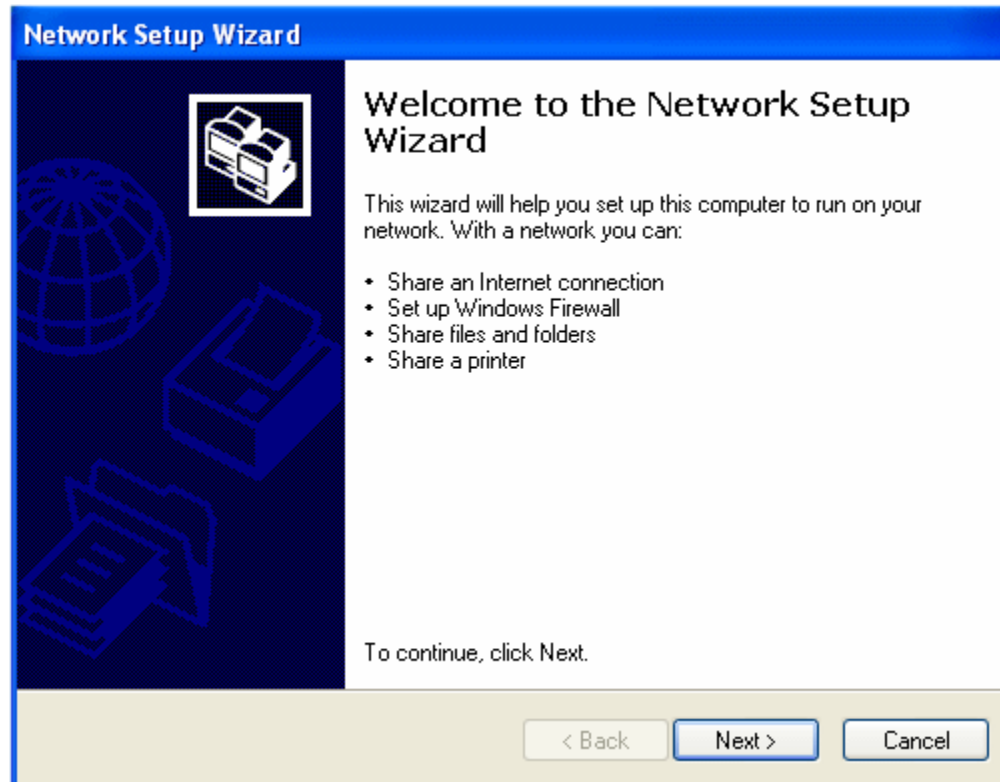 Network Setup Wizard
Welcome to the Network Setup
Wizard
This wizard will help you set up this computer to run on your
network. With a network you can:
• Share an Internet connection
• Set up Windows Firewall
• Share files and folders
• Share a printer
To continue, click Next.
< Back Next > Cancel